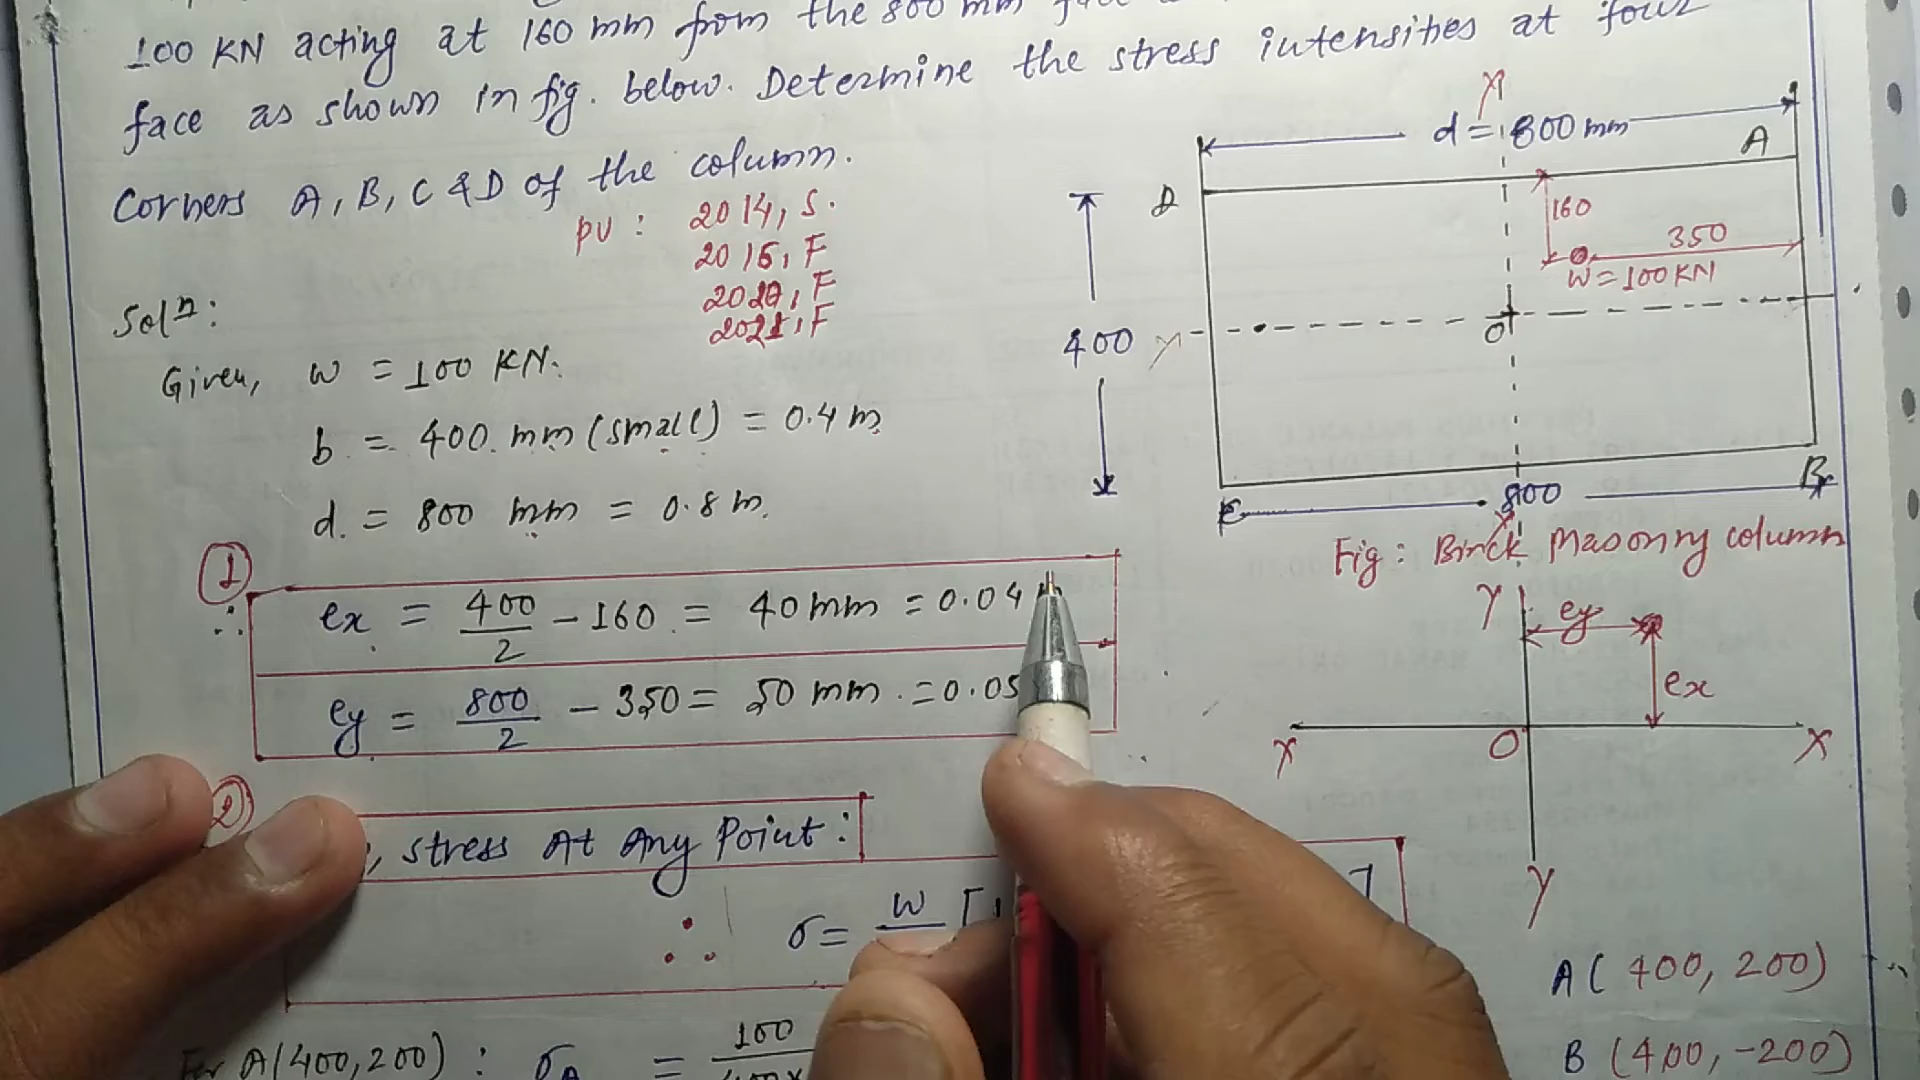 100 KN acting at 160 mm from the 800 mm
face as shown in fig. below. Determine the stress intensities at four
Corners A, B, C & D of the column.
PU : 2014, S.
2015, F
F
2021, F
Soln:
Given, W = 100 KN.
b = 400 mm (small) = 0.4 m
d = 800 mm = 0.8 m.
①
∴ ex = 400/2 - 160 = 40 mm = 0.04
ey = 800/2 - 350 = 50 mm. = 0.05
②
, stress At Any Point:
∴ σ = W [
For A(400, 200) : σA = 100
X
d = 800 mm
D
A
160
350
W = 100 KN
400
Y
O
C
800
B
X
Fig: Birck Masonry column
Y
ey
ex
X
O
X
Y
A ( 400, 200)
B (400, -200)